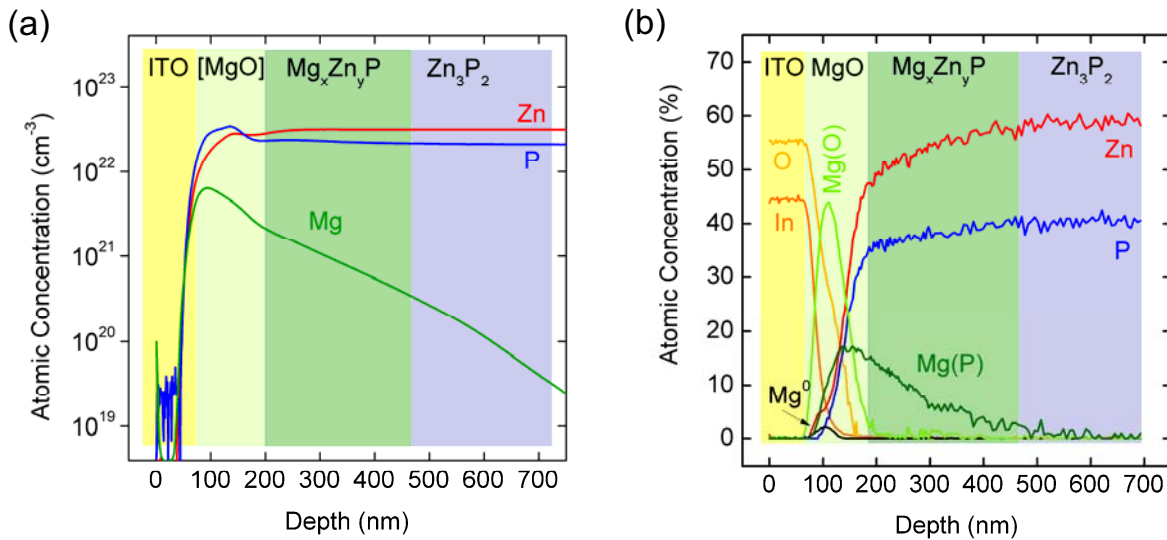 (a)
ITO [MgO] MgxZnyP Zn3P2
Zn
P
Mg
10^23
10^22
10^21
10^20
10^19
Atomic Concentration (cm^-3)
0 100 200 300 400 500 600 700
Depth (nm)
(b)
ITO MgO MgxZnyP Zn3P2
O
In
Mg(O)
Zn
P
Mg(P)
Mg^0
70
60
50
40
30
20
10
0
Atomic Concentration (%)
0 100 200 300 400 500 600 700
Depth (nm)